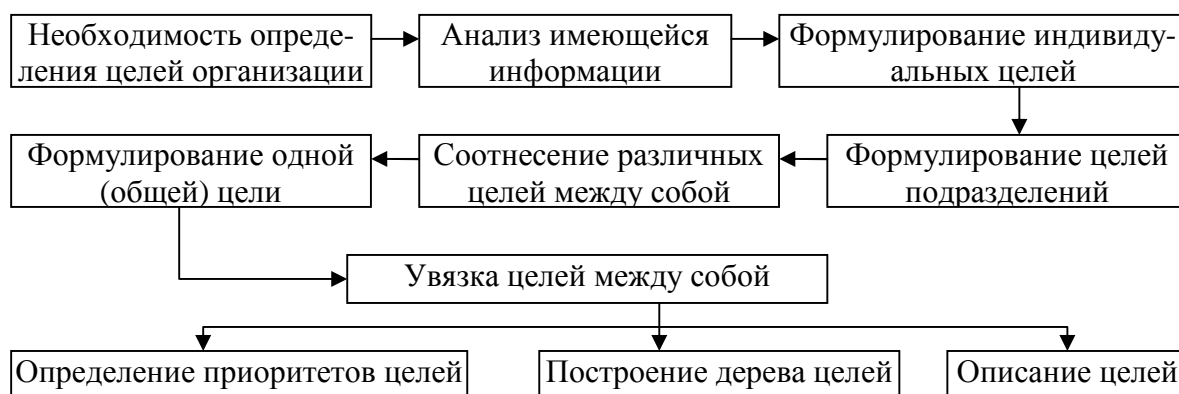 Необходимость опреде-
ления целей организации
Анализ имеющейся
информации
Формулирование индивиду-
альных целей
Формулирование одной
(общей) цели
Соотнесение различных
целей между собой
Формулирование целей
подразделений
Увязка целей между собой
Определение приоритетов целей
Построение дерева целей
Описание целей